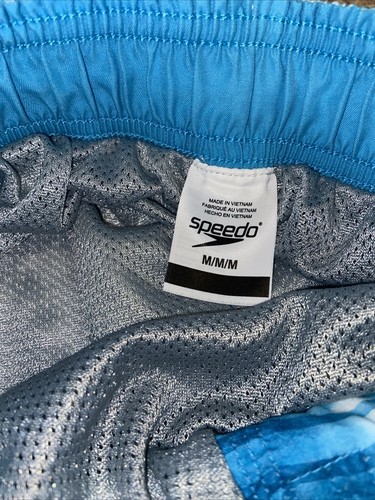 MADE IN VIETNAM
FABRIQUÉ AU VIETNAM
HECHO EN VIETNAM
speedo
M/M/M